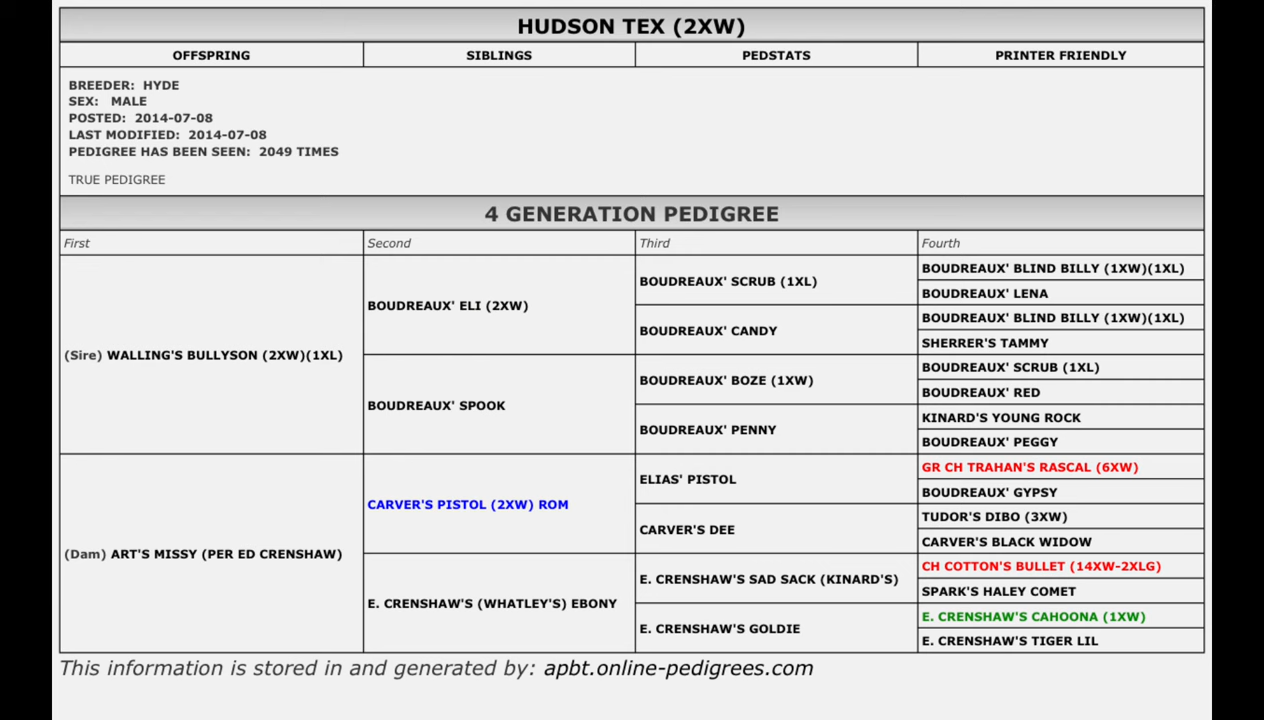 HUDSON TEX (2XW)
OFFSPRING SIBLINGS PEDSTATS PRINTER FRIENDLY
BREEDER: HYDE
SEX: MALE
POSTED: 2014-07-08
LAST MODIFIED: 2014-07-08
PEDIGREE HAS BEEN SEEN: 2049 TIMES
TRUE PEDIGREE
4 GENERATION PEDIGREE
First Second Third Fourth
(Sire) WALLING'S BULLYSON (2XW)(1XL)
BOUDREAUX' ELI (2XW)
BOUDREAUX' SCRUB (1XL)
BOUDREAUX' BLIND BILLY (1XW)(1XL)
BOUDREAUX' LENA
BOUDREAUX' CANDY
BOUDREAUX' BLIND BILLY (1XW)(1XL)
SHERRER'S TAMMY
BOUDREAUX' SPOOK
BOUDREAUX' BOZE (1XW)
BOUDREAUX' SCRUB (1XL)
BOUDREAUX' RED
BOUDREAUX' PENNY
KINARD'S YOUNG ROCK
BOUDREAUX' PEGGY
(Dam) ART'S MISSY (PER ED CRENSHAW)
CARVER'S PISTOL (2XW) ROM
ELIAS' PISTOL
GR CH TRAHAN'S RASCAL (6XW)
BOUDREAUX' GYPSY
CARVER'S DEE
TUDOR'S DIBO (3XW)
CARVER'S BLACK WIDOW
E. CRENSHAW'S (WHATLEY'S) EBONY
E. CRENSHAW'S SAD SACK (KINARD'S)
CH COTTON'S BULLET (14XW-2XLG)
SPARK'S HALEY COMET
E. CRENSHAW'S GOLDIE
E. CRENSHAW'S CAHOONA (1XW)
E. CRENSHAW'S TIGER LIL
This information is stored in and generated by: apbt.online-pedigrees.com